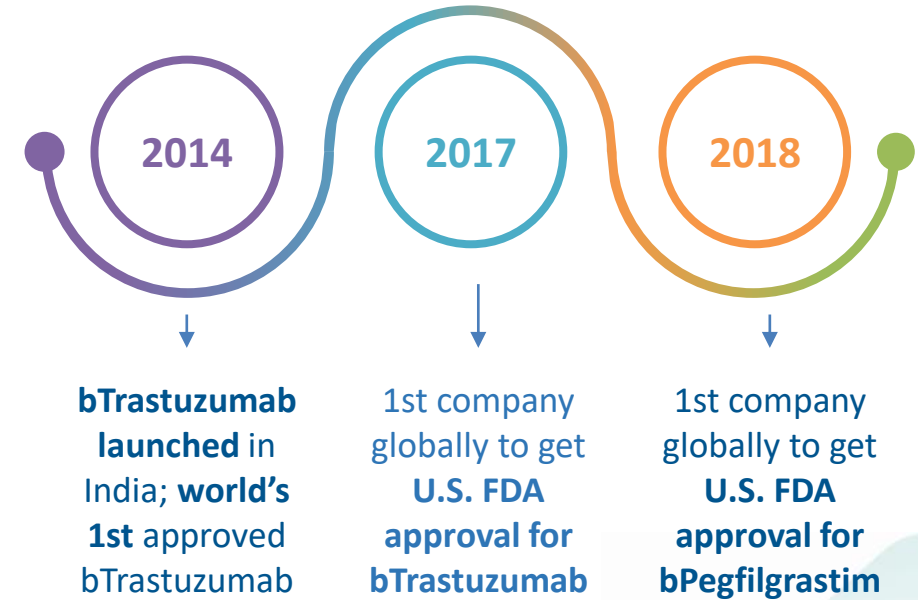 2014
2017
2018
bTrastuzumab
launched in
India; world's
1st approved
bTrastuzumab
1st company
globally to get
U.S. FDA
approval for
bTrastuzumab
1st company
globally to get
U.S. FDA
approval for
bPegfilgrastim